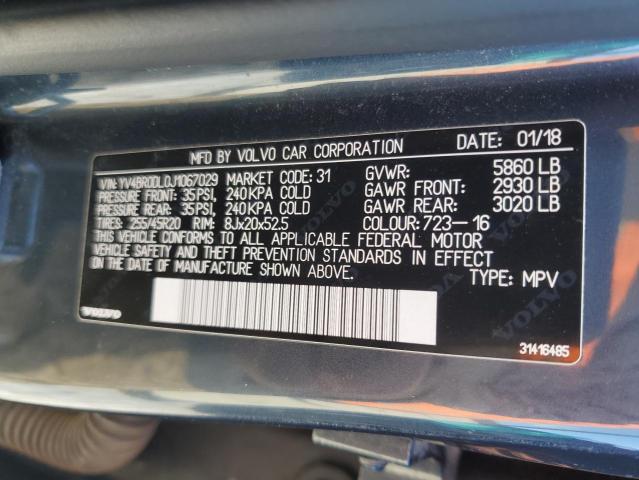 MFD BY VOLVO CAR CORPORATION DATE: 01/18
VIN: YV4BR0DL0J1067029 MARKET CODE: 31 GVWR: 5860 LB
PRESSURE FRONT: 35PSI, 240KPA COLD GAWR FRONT: 2930 LB
PRESSURE REAR: 35PSI, 240KPA COLD GAWR REAR: 3020 LB
TIRES: 255/45R20 RIM: 8Jx20x52.5 COLOUR: 723-16
THIS VEHICLE CONFORMS TO ALL APPLICABLE FEDERAL MOTOR
VEHICLE SAFETY AND THEFT PREVENTION STANDARDS IN EFFECT
ON THE DATE OF MANUFACTURE SHOWN ABOVE.
TYPE: MPV
VOLVO
31416485